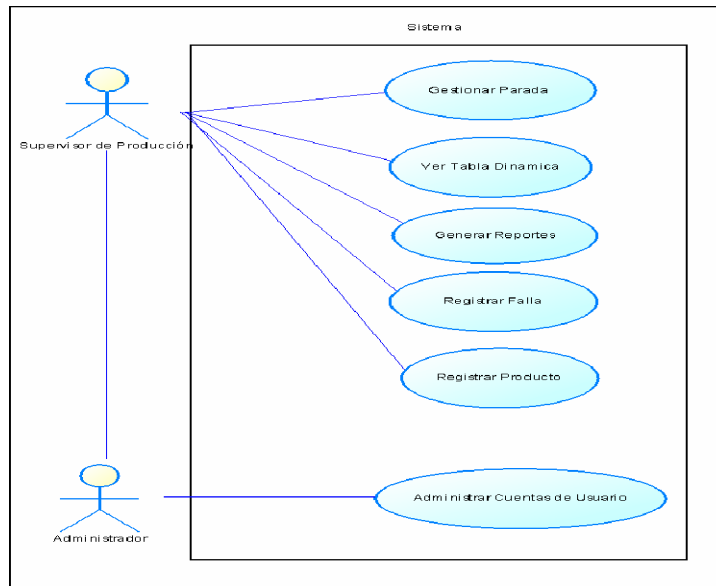 Sistema
Gestionar Parada
Supervisor de Producción
Ver Tabla Dinamica
Generar Reportes
Registrar Falla
Registrar Producto
Administrar Cuentas de Usuario
Administrador